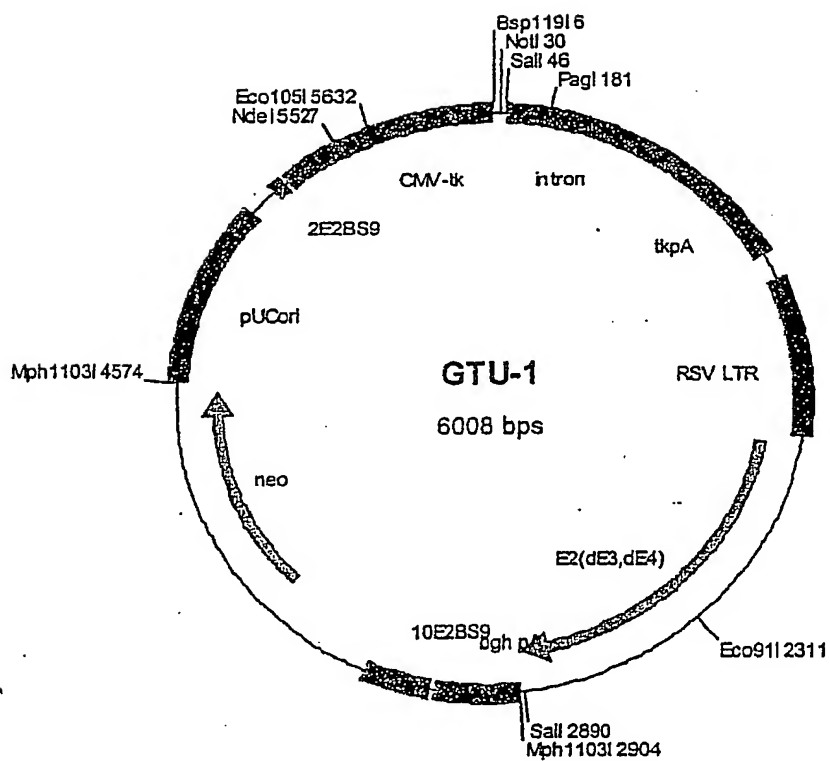 Bsp119I 6
NotI 30
SalI 46
PagI 181
Eco105I 5632
NdeI 5527
CMV-tk
intron
2E2BS9
tkpA
pUCori
Mph1103I 4574
GTU-1
RSV LTR
6008 bps
neo
E2(dE3,dE4)
10E2BS9
bgh p
Eco91I 2311
SalI 2890
Mph1103I 2904